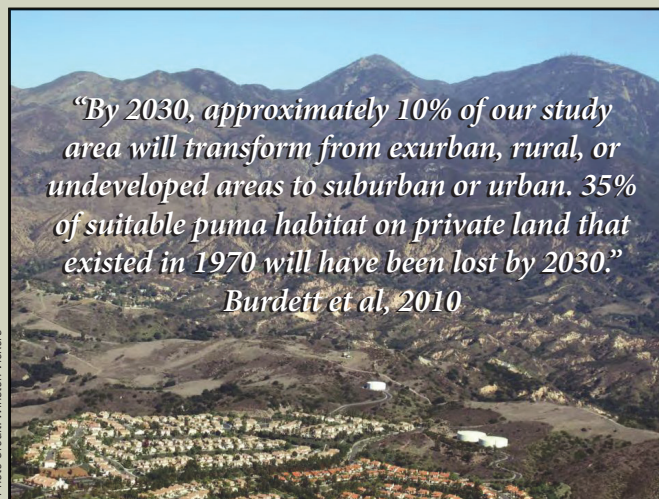 “By 2030, approximately 10% of our study
area will transform from exurban, rural, or
undeveloped areas to suburban or urban. 35%
of suitable puma habitat on private land that
existed in 1970 will have been lost by 2030.”
Burdett et al, 2010